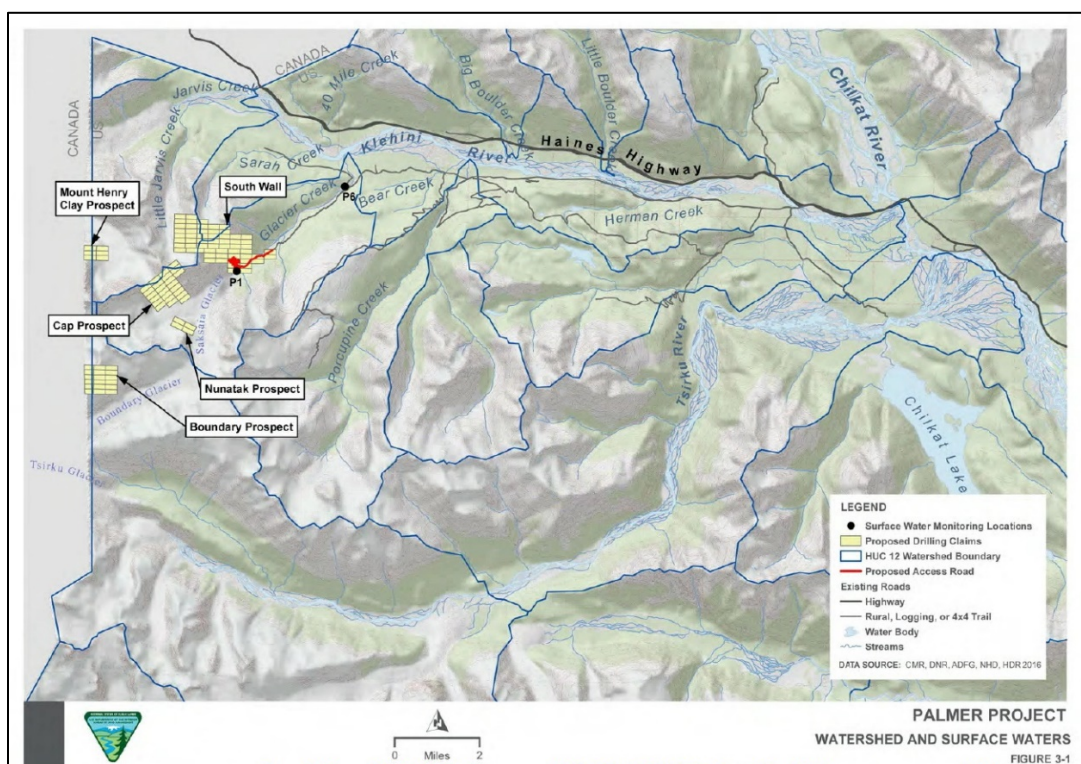 CANADA
US
CANADA
US
Jarvis Creek
40 Mile Creek
Big Boulder Creek
Little Boulder Creek
Chilkat River
Little Jarvis Creek
Sarah Creek
Klehini River
Haines Highway
Mount Henry
Clay Prospect
South Wall
Glacier Creek
P6
Bear Creek
Herman Creek
P1
Cap Prospect
Saksaia Glacier
Porcupine Creek
Tsirku River
Nunatak Prospect
Boundary Glacier
Boundary Prospect
Chilkat Lake
Tsirku Glacier
LEGEND
Surface Water Monitoring Locations
Proposed Drilling Claims
HUC 12 Watershed Boundary
Proposed Access Road
Existing Roads
Highway
Rural, Logging, or 4x4 Trail
Water Body
Streams
DATA SOURCE: CMR, DNR, ADFG, NHD, HDR 2016
0 2
Miles
PALMER PROJECT
WATERSHED AND SURFACE WATERS
FIGURE 3-1